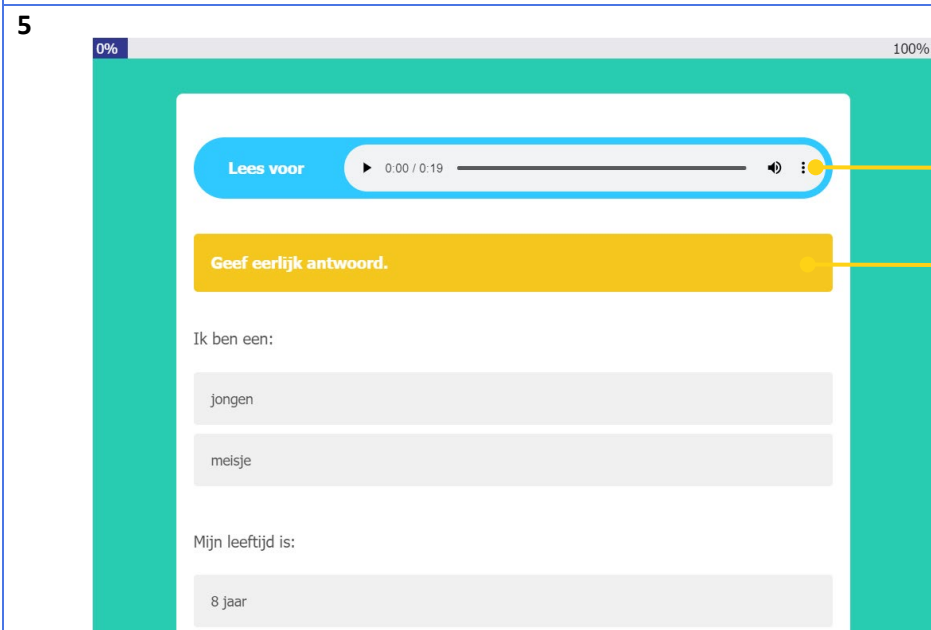 5
0% 100%
Lees voor 0:00 / 0:19
Geef eerlijk antwoord.
Ik ben een:
jongen
meisje
Mijn leeftijd is:
8 jaar